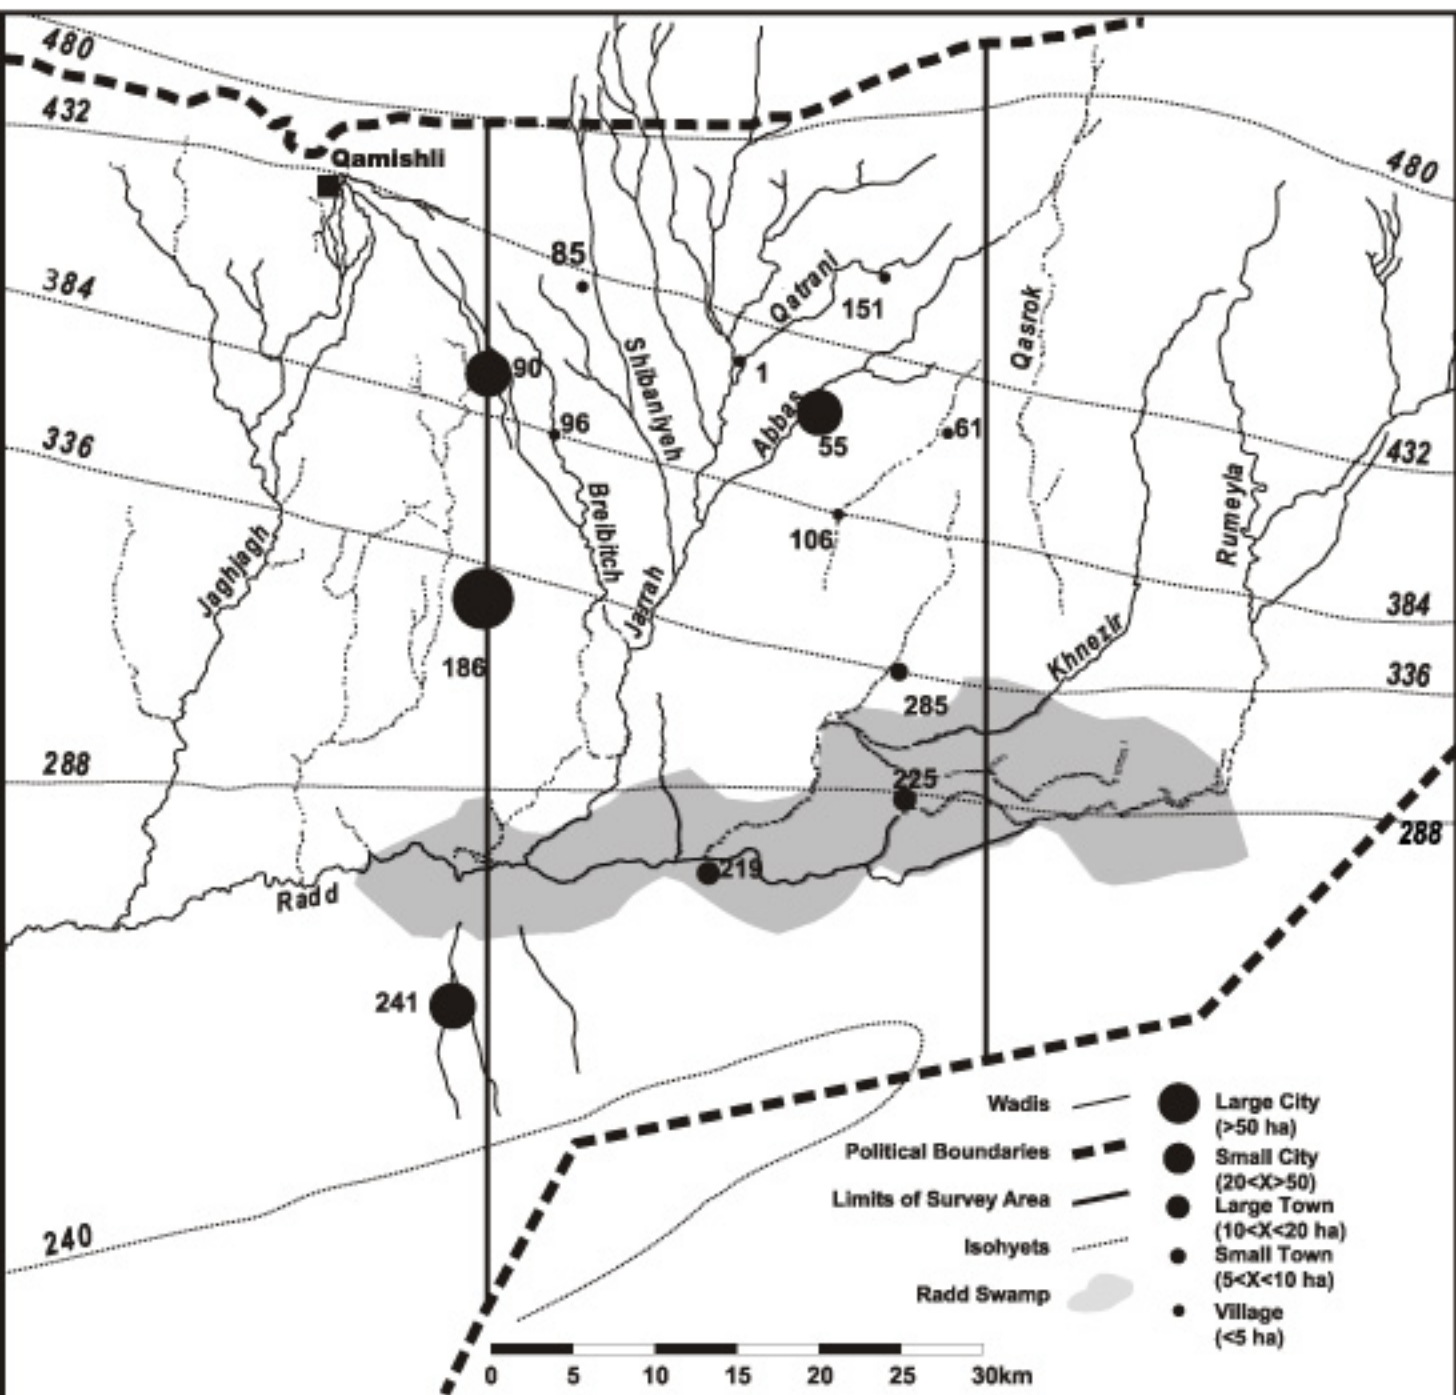 480
432
Qamishli
480
85
384
Qatrani
151
Shibaniyeh
Qasrok
90
1
Abbas
96
55
61
336
432
Breibitch
Rumeyla
106
Jaghjagh
Jarrah
384
186
Khnezir
336
285
288
225
288
219
Radd
241
Wadis
Large City
(>50 ha)
Political Boundaries
Small City
(20<X>50)
Limits of Survey Area
Large Town
(10<X<20 ha)
Isohyets
Small Town
(5<X<10 ha)
240
Radd Swamp
Village
(<5 ha)
0 5 10 15 20 25 30km